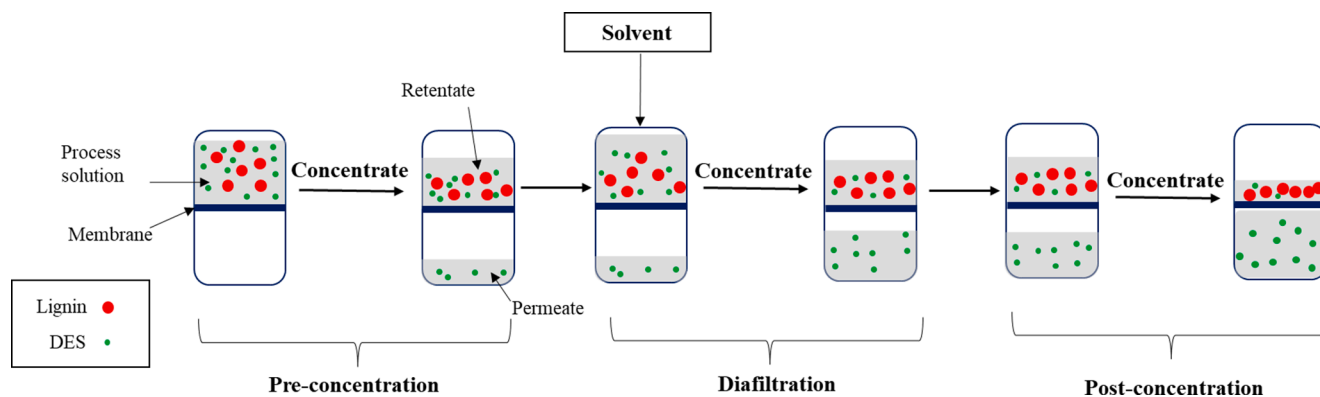 Solvent
Retentate
Process
solution
Concentrate
Concentrate
Concentrate
Membrane
Permeate
Lignin
DES
Pre-concentration
Diafiltration
Post-concentration